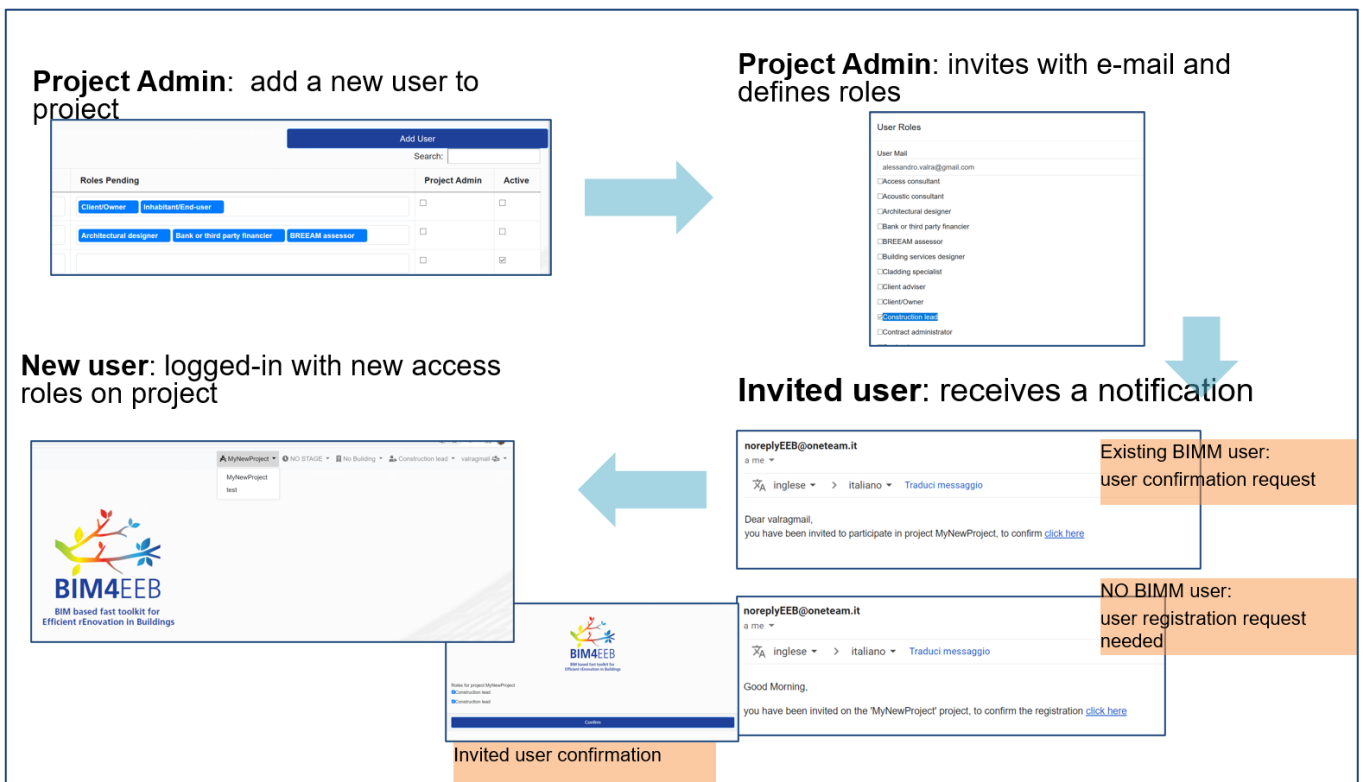 Project Admin: add a new user to
project
Add User
Search:
Roles Pending
Project Admin
Active
Client/Owner
Inhabitant/End-user
Architectural designer
Bank or third party financier
BREEAM assessor
Project Admin: invites with e-mail and
defines roles
User Roles
User Mail
alessandro.valra@gmail.com
Access consultant
Acoustic consultant
Architectural designer
Bank or third party financier
BREEAM assessor
Building services designer
Cladding specialist
Client adviser
Client/Owner
Construction lead
Contract administrator
Invited user: receives a notification
noreplyEEB@oneteam.it
a me
inglese > italiano Traduci messaggio
Dear valragmail,
you have been invited to participate in project MyNewProject, to confirm click here
Existing BIMM user:
user confirmation request
noreplyEEB@oneteam.it
a me
inglese > italiano Traduci messaggio
Good Morning,
you have been invited on the 'MyNewProject' project, to confirm the registration click here
NO BIMM user:
user registration request
needed
New user: logged-in with new access
roles on project
MyNewProject NO STAGE No Building Construction lead valragmail
MyNewProject
test
BIM4EEB
BIM based fast toolkit for
Efficient rEnovation in Buildings
BIM4EEB
BIM based fast toolkit for
Efficient rEnovation in Buildings
Roles for project MyNewProject
Construction lead
Construction lead
Confirm
Invited user confirmation